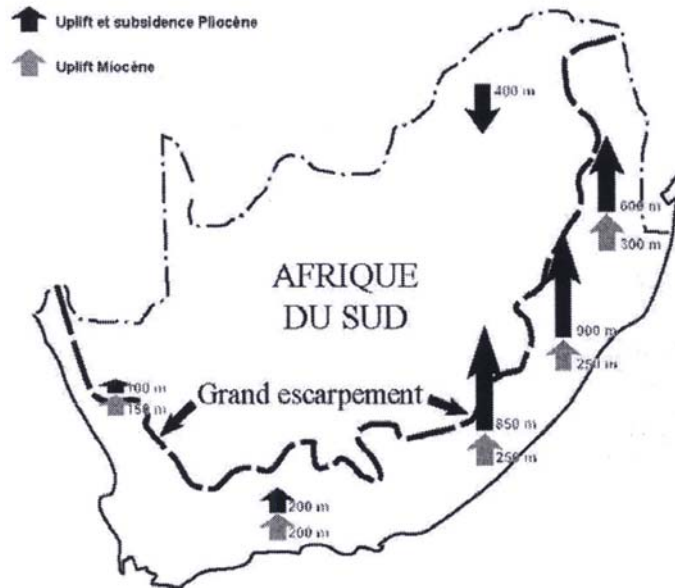 Uplift et subsidence Pliocène
Uplift Miocène
400 m
600 m
300 m
AFRIQUE
DU SUD
900 m
250 m
100 m
150 m
Grand escarpement
850 m
250 m
200 m
200 m